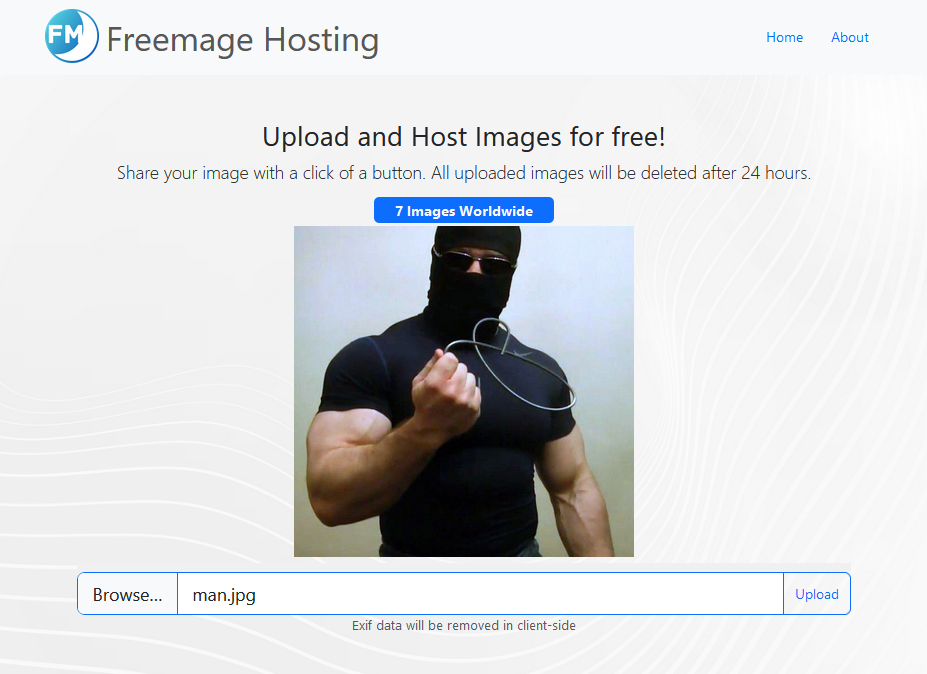 FM Freemage Hosting
Home About
Upload and Host Images for free!
Share your image with a click of a button. All uploaded images will be deleted after 24 hours.
7 Images Worldwide
Browse... man.jpg Upload
Exif data will be removed in client-side